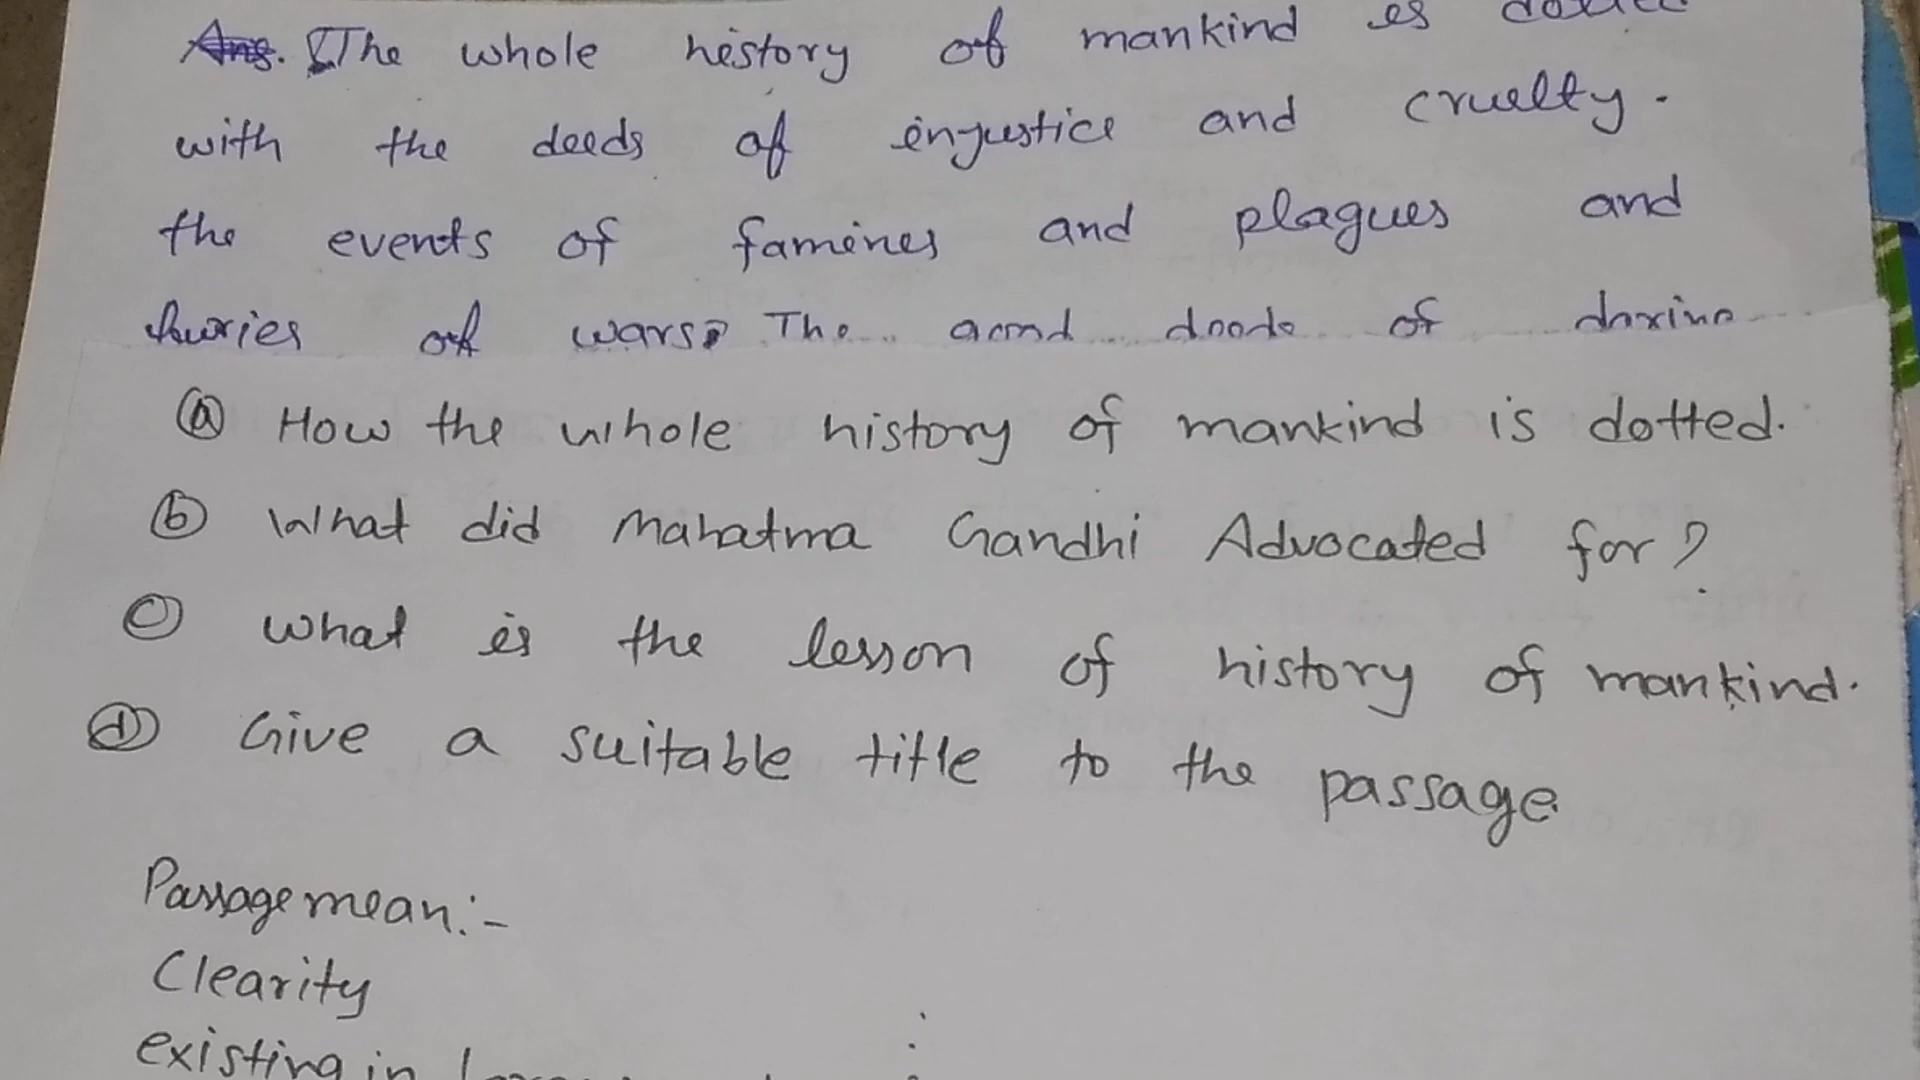 Ans. The whole history of mankind is
with the deeds of injustice and cruelty.
the events of famines and plagues and
furies of wars. The good deeds of
(a) How the whole history of mankind is dotted.
(b) What did Mahatma Gandhi Advocated for?
(c) what is the lesson of history of mankind.
(d) Give a suitable title to the passage
Passage mean:-
Clearity
existing in